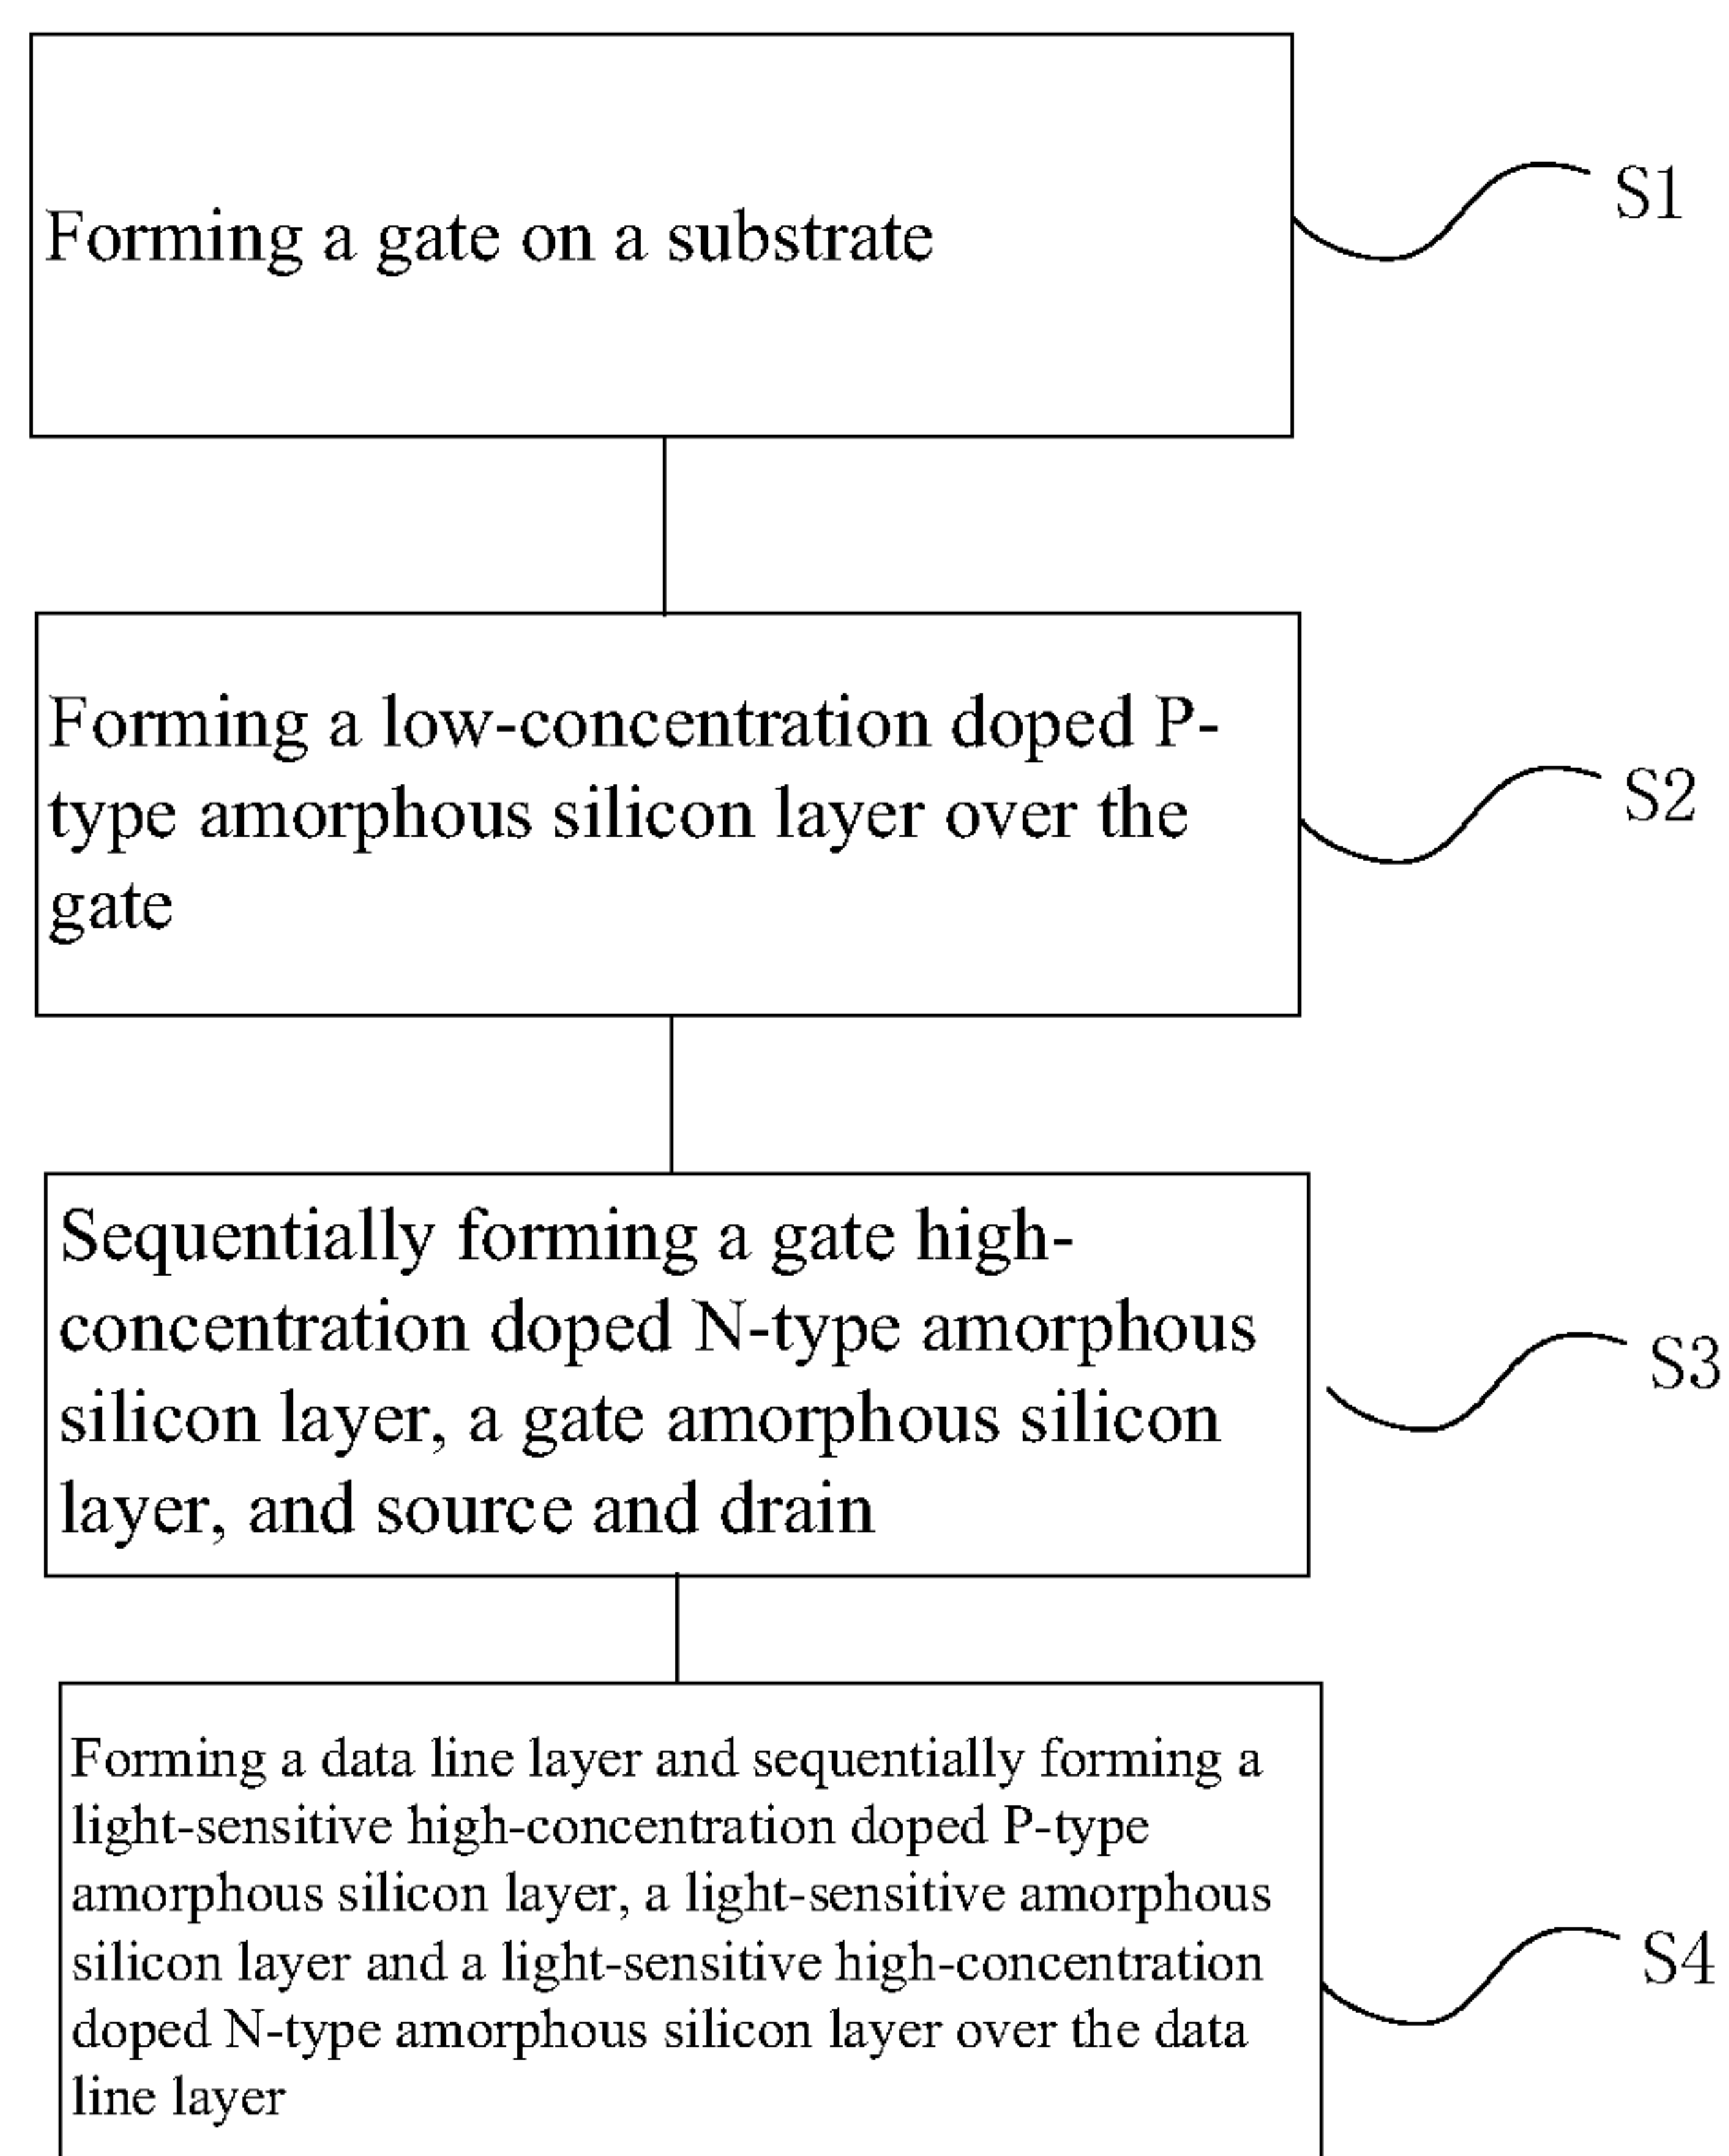 Forming a gate on a substrate
S1
Forming a low-concentration doped P-
type amorphous silicon layer over the
gate
S2
Sequentially forming a gate high-
concentration doped N-type amorphous
silicon layer, a gate amorphous silicon
layer, and source and drain
S3
Forming a data line layer and sequentially forming a
light-sensitive high-concentration doped P-type
amorphous silicon layer, a light-sensitive amorphous
silicon layer and a light-sensitive high-concentration
doped N-type amorphous silicon layer over the data
line layer
S4